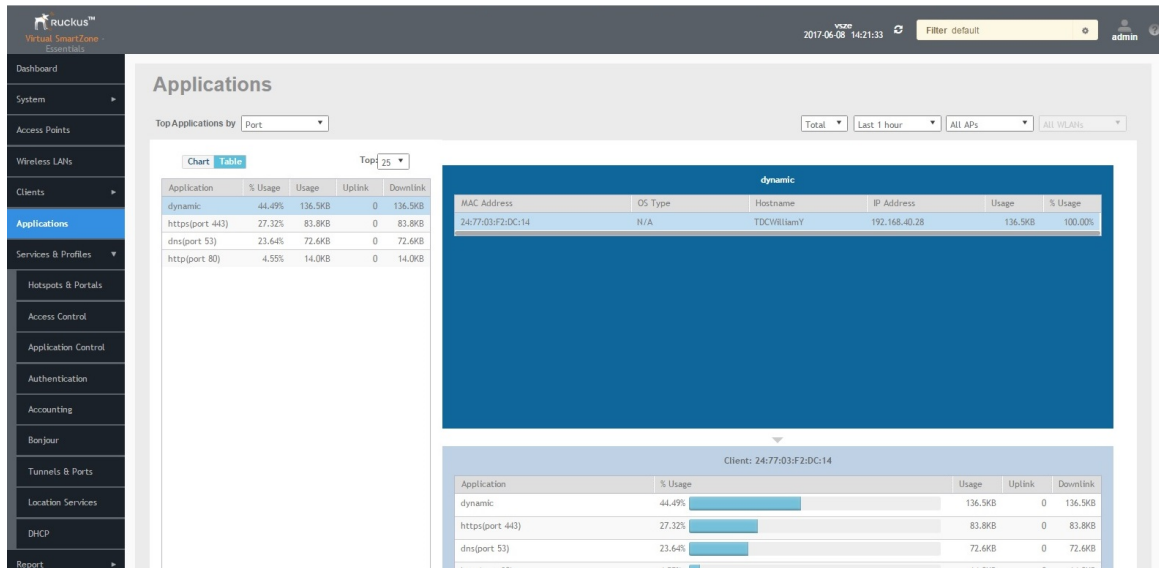 Ruckus™
Virtual SmartZone -
Essentials
vsze
2017-06-08 14:21:33
Filter default
admin
Dashboard
System
Access Points
Wireless LANs
Clients
Applications
Services & Profiles
Hotspots & Portals
Access Control
Application Control
Authentication
Accounting
Bonjour
Tunnels & Ports
Location Services
DHCP
Report
Applications
Top Applications by Port
Total Last 1 hour All APs All WLANs
Chart Table Top: 25
Application % Usage Usage Uplink Downlink
dynamic 44.49% 136.5KB 0 136.5KB
https(port 443) 27.32% 83.8KB 0 83.8KB
dns(port 53) 23.64% 72.6KB 0 72.6KB
http(port 80) 4.55% 14.0KB 0 14.0KB
dynamic
MAC Address OS Type Hostname IP Address Usage % Usage
24:77:03:F2:DC:14 N/A TDCWilliamY 192.168.40.28 136.5KB 100.00%
Client: 24:77:03:F2:DC:14
Application % Usage Usage Uplink Downlink
dynamic 44.49% 136.5KB 0 136.5KB
https(port 443) 27.32% 83.8KB 0 83.8KB
dns(port 53) 23.64% 72.6KB 0 72.6KB